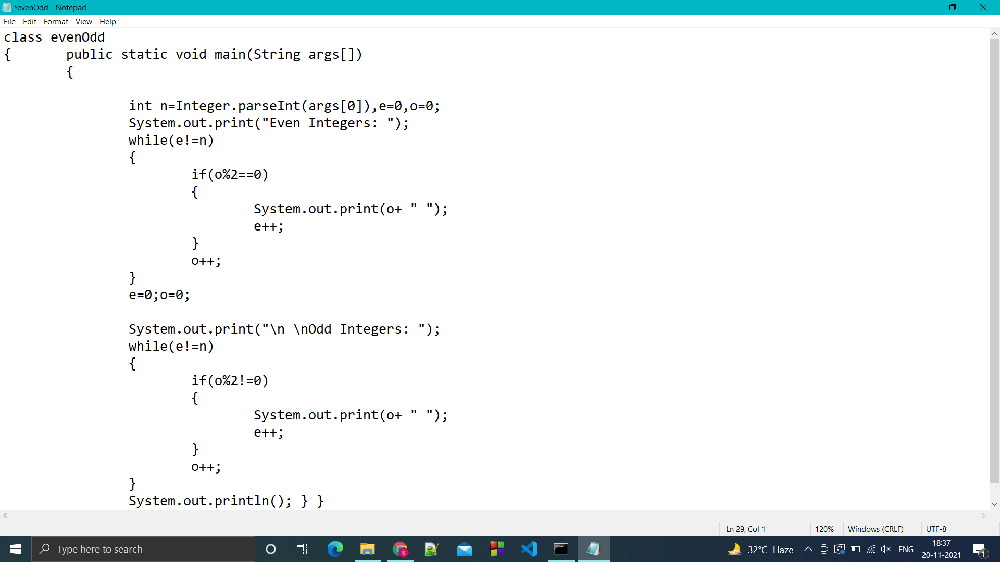 *evenOdd - Notepad
File Edit Format View Help
class evenOdd
{ public static void main(String args[])
{
int n=Integer.parseInt(args[0]),e=0,o=0;
System.out.print("Even Integers: ");
while(e!=n)
{
if(o%2==0)
{
System.out.print(o+ " ");
e++;
}
o++;
}
e=0;o=0;
System.out.print("\n \nOdd Integers: ");
while(e!=n)
{
if(o%2!=0)
{
System.out.print(o+ " ");
e++;
}
o++;
}
System.out.println(); } }
Ln 29, Col 1 120% Windows (CRLF) UTF-8
Type here to search
S
32°C Haze ENG
18:37
20-11-2021
1